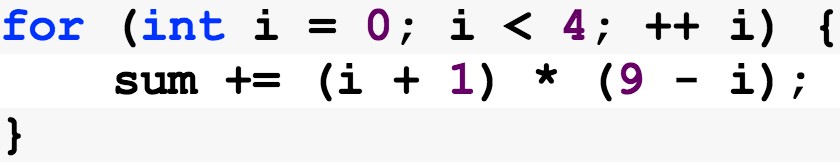 for (int i = 0; i < 4; ++ i) {
    sum += (i + 1) * (9 - i);
}